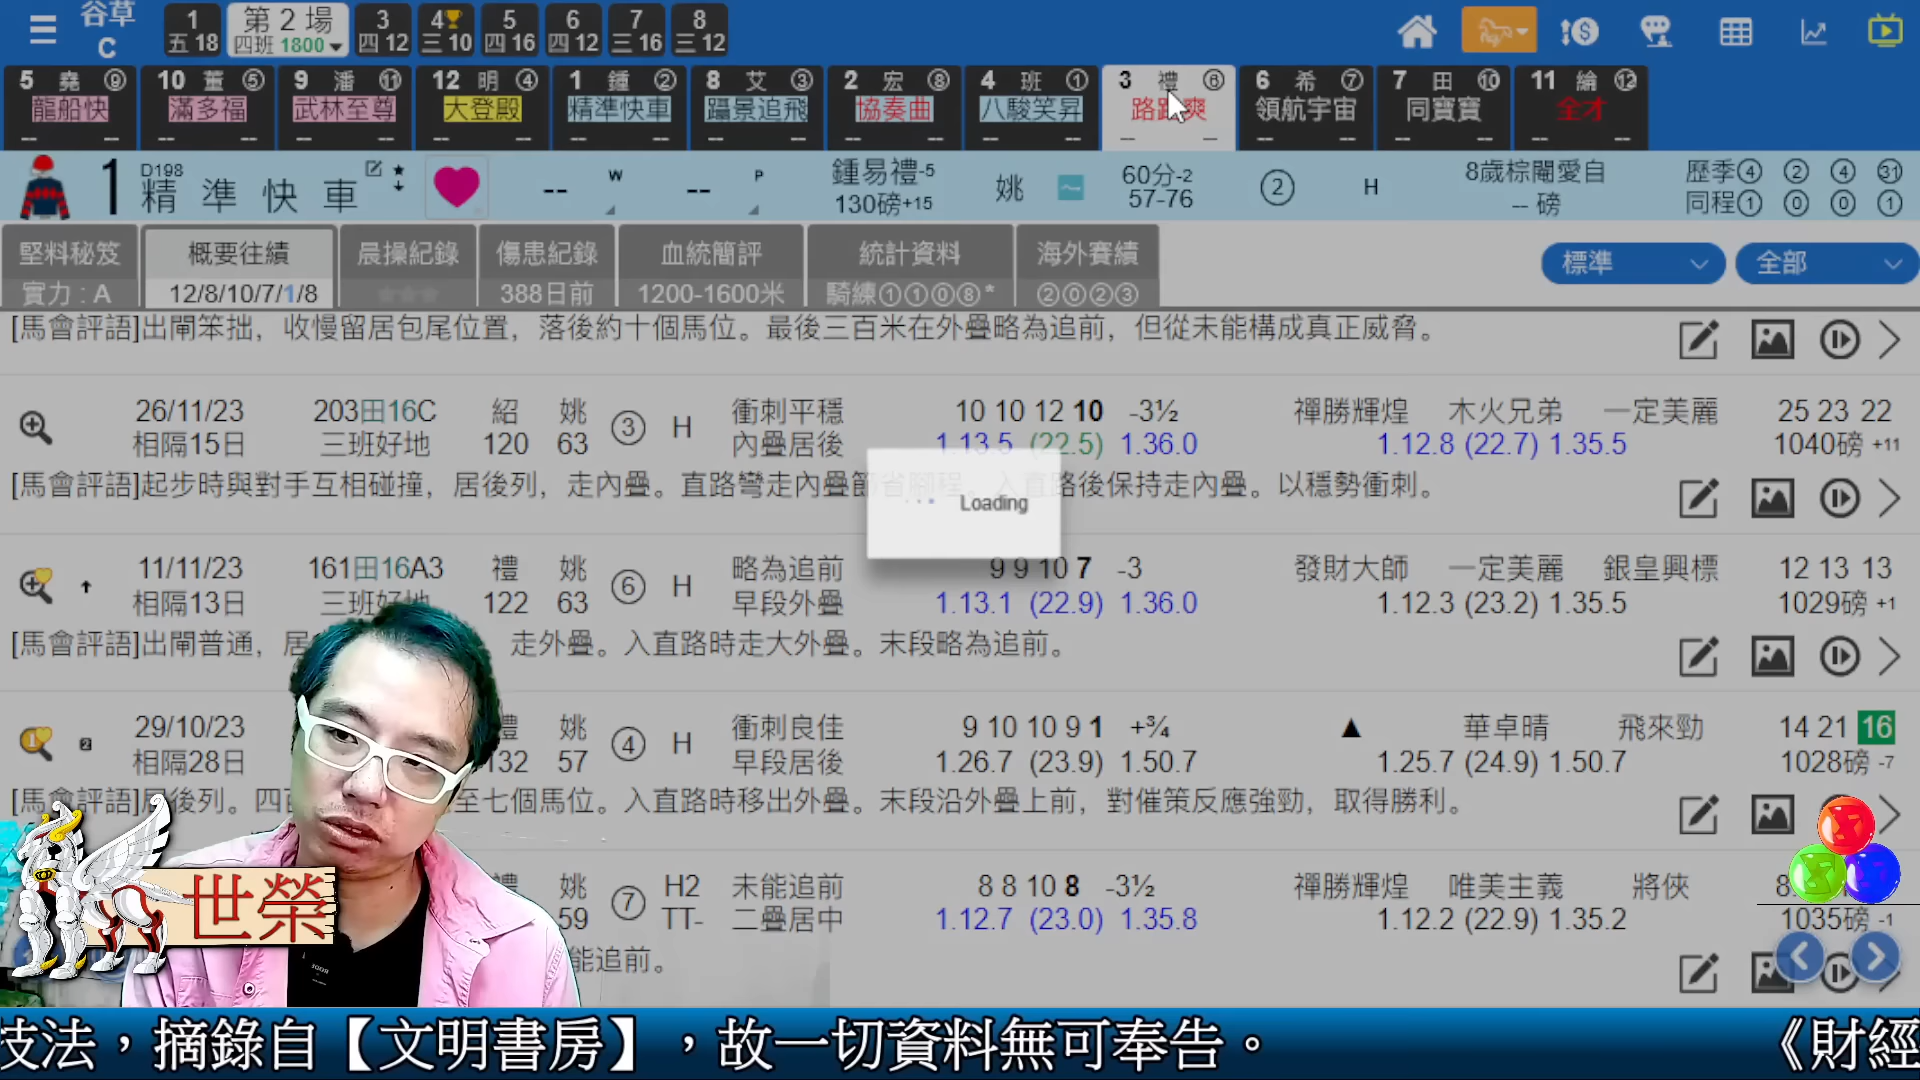 谷草 C
1 五 18
第 2 場 四班 1800
3 四 12
4 三 10
5 四 16
6 四 12
7 三 16
8 三 12
5 堯 ⑨ 龍船快 -- --
10 董 ⑤ 滿多福 -- --
9 潘 ⑪ 武林至尊 -- --
12 明 ④ 大登殿 -- --
1 鍾 ② 精準快車 -- --
8 艾 ③ 躡景追飛 -- --
2 宏 ⑧ 協奏曲 -- --
4 班 ① 八駿笑昇 -- --
3 禮 ⑥ 路 爽 -- --
6 希 ⑦ 領航宇宙 -- --
7 田 ⑩ 同寶寶 -- --
11 綸 ⑫ 全才 -- --
1 D198 精準快車 -- W -- P 鍾易禮-5 姚 60分-2 ② H 8歲棕閹愛自 歷季④ ② ④ ㉛
130磅+15 57-76 -- 磅 同程① ⓪ ⓪ ①
堅料秘笈 概要往績 晨操紀錄 傷患紀錄 血統簡評 統計資料 海外賽績 標準 全部
實力 : A 12/8/10/7/1/8 ★★★ 388日前 1200-1600米 騎練①①⓪⑧* ②⓪②③
[馬會評語]出閘笨拙，收慢留居包尾位置，落後約十個馬位。最後三百米在外疊略為追前，但從未能構成真正威脅。
26/11/23 203田16C 紹 姚 ③ H 衝刺平穩 10 10 12 10 -3½ 禪勝輝煌 木火兄弟 一定美麗 25 23 22
相隔15日 三班好地 120 63 內疊居後 1.13.5 (22.5) 1.36.0 1.12.8 (22.7) 1.35.5 1040磅 +11
[馬會評語]起步時與對手互相碰撞，居後列，走內疊。直路彎走內疊節省腳程。入直路後保持走內疊。以穩勢衝刺。
Loading
11/11/23 161田16A3 禮 姚 ⑥ H 略為追前 9 9 10 7 -3 發財大師 一定美麗 銀皇興標 12 13 13
相隔13日 三班好地 122 63 早段外疊 1.13.1 (22.9) 1.36.0 1.12.3 (23.2) 1.35.5 1029磅 +1
[馬會評語]出閘普通，居 走外疊。入直路時走大外疊。末段略為追前。
29/10/23 禮 姚 ④ H 衝刺良佳 9 10 10 9 1 +¾ ▲ 華卓晴 飛來勁 14 21 16
相隔28日 132 57 早段居後 1.26.7 (23.9) 1.50.7 1.25.7 (24.9) 1.50.7 1028磅 -7
[馬會評語]居後列。四百 至七個馬位。入直路時移出外疊。末段沿外疊上前，對催策反應強勁，取得勝利。
禮 姚 ⑦ H2 未能追前 8 8 10 8 -3½ 禪勝輝煌 唯美主義 將俠 8
59 TT- 二疊居中 1.12.7 (23.0) 1.35.8 1.12.2 (22.9) 1.35.2 1035磅 -1
能追前。
世榮
技法，摘錄自【文明書房】，故一切資料無可奉告。 《財經